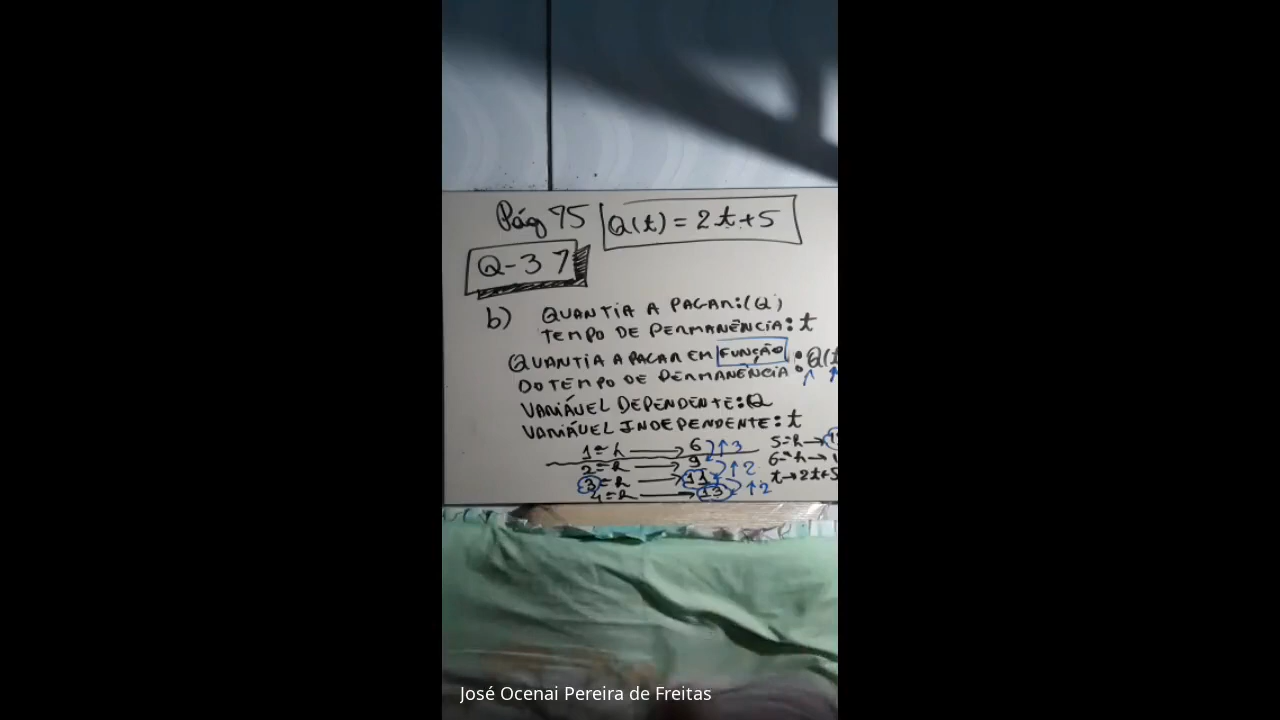 Pág 75 Q(t) = 2t+5
Q-37
b) QUANTIA A PAGAR:(Q)
TEMPO DE PERMANÊNCIA: t
QUANTIA A PAGAR EM FUNÇÃO
DO TEMPO DE PERMANÊNCIA : Q(t
VARIÁVEL DEPENDENTE: Q
VARIÁVEL INDEPENDENTE: t
1ª h → 6 ↑3
2ª h → 9 ↑2
3ª h → 11 ↑2
4ª h → 13
5ª h → 1
6ª h →
t → 2t+5
José Ocenai Pereira de Freitas